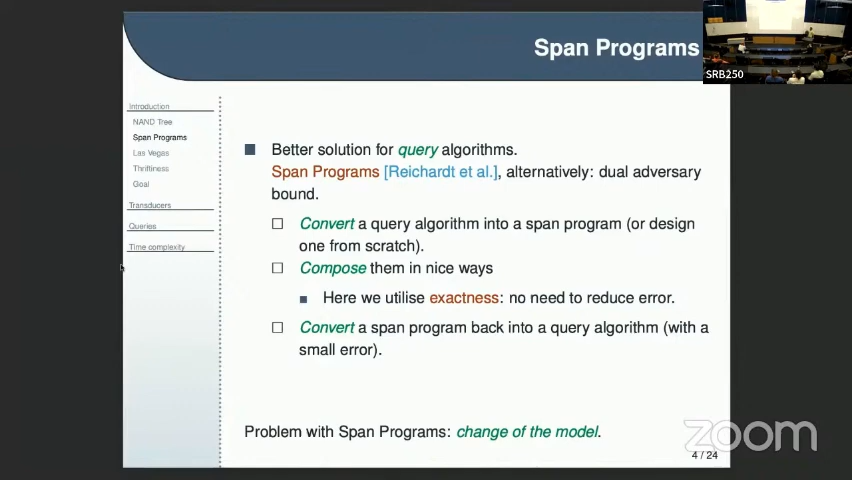 Span Programs
SRB250
Introduction
NAND Tree
Span Programs
Las Vegas
Thriftiness
Goal
Transducers
Queries
Time complexity
Better solution for query algorithms.
Span Programs [Reichardt et al.], alternatively: dual adversary
bound.
Convert a query algorithm into a span program (or design
one from scratch).
Compose them in nice ways
Here we utilise exactness: no need to reduce error.
Convert a span program back into a query algorithm (with a
small error).
Problem with Span Programs: change of the model.
zoom
4 / 24